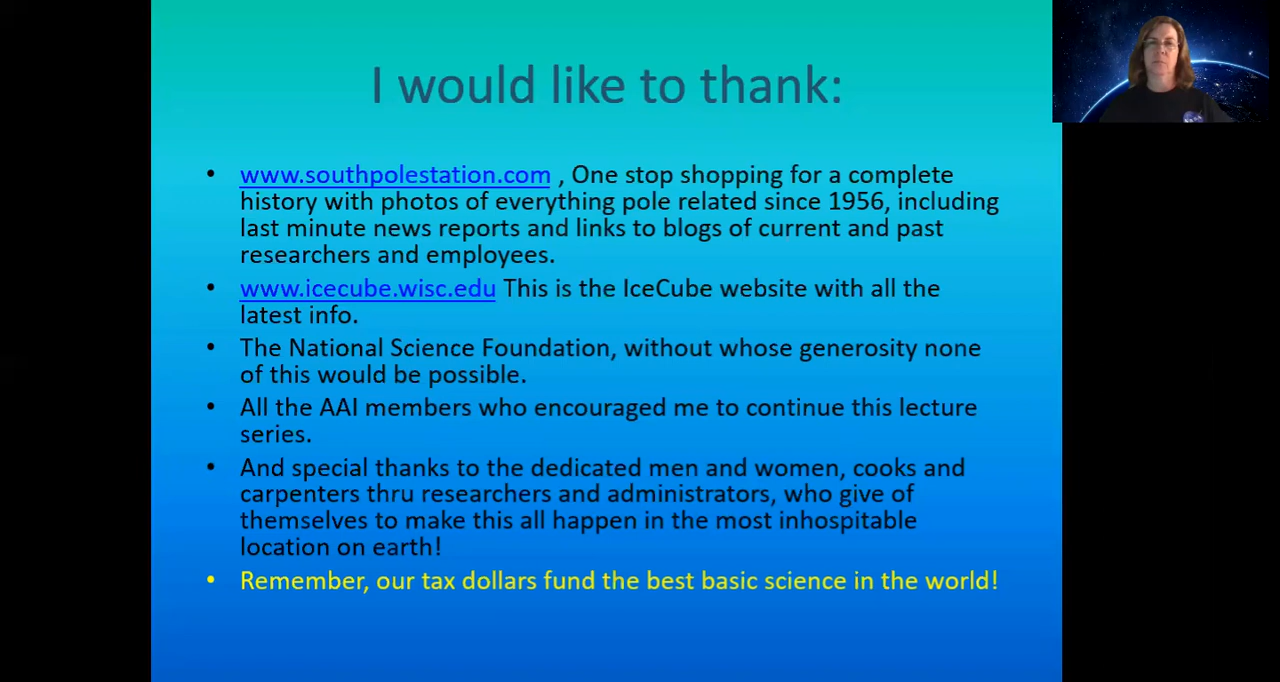 I would like to thank:
• www.southpolestation.com , One stop shopping for a complete
history with photos of everything pole related since 1956, including
last minute news reports and links to blogs of current and past
researchers and employees.
• www.icecube.wisc.edu This is the IceCube website with all the
latest info.
• The National Science Foundation, without whose generosity none
of this would be possible.
• All the AAI members who encouraged me to continue this lecture
series.
• And special thanks to the dedicated men and women, cooks and
carpenters thru researchers and administrators, who give of
themselves to make this all happen in the most inhospitable
location on earth!
• Remember, our tax dollars fund the best basic science in the world!